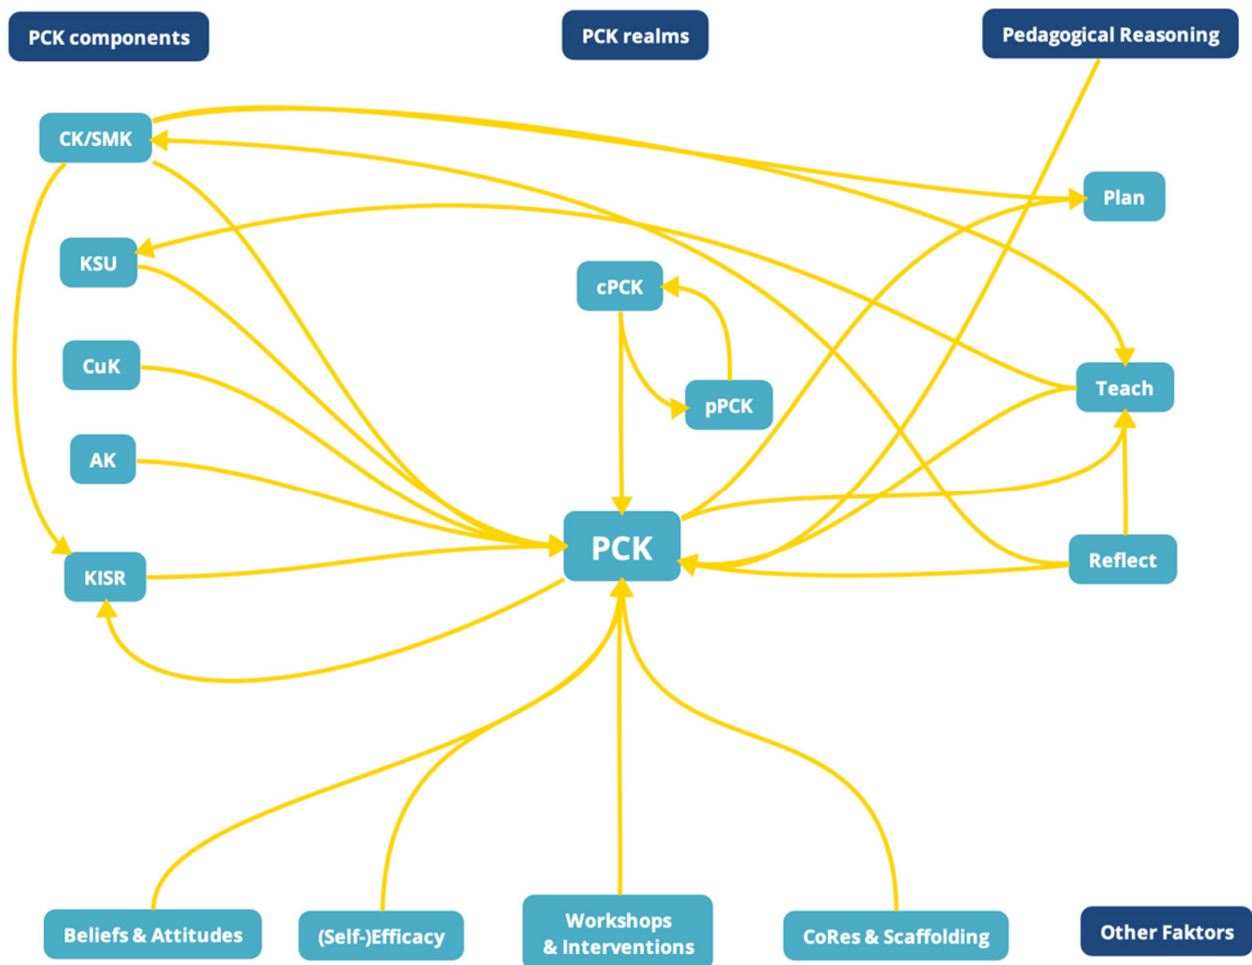 PCK components
PCK realms
Pedagogical Reasoning
CK/SMK
Plan
KSU
cPCK
CuK
Teach
pPCK
AK
PCK
Reflect
KISR
Beliefs & Attitudes
(Self-)Efficacy
Workshops
& Interventions
CoRes & Scaffolding
Other Faktors